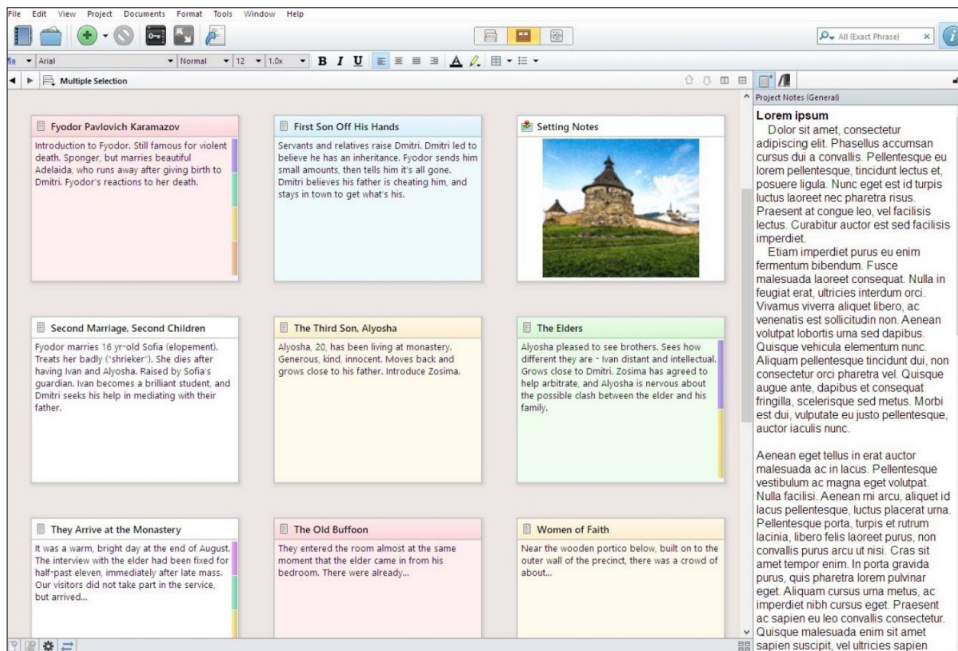 File Edit View Project Documents Format Tools Window Help
All (Exact Phrase)
Arial Normal 12 1.0x B I U A
Multiple Selection
Fyodor Pavlovich Karamazov
Introduction to Fyodor. Still famous for violent
death. Sponger, but marries beautiful
Adelaida, who runs away after giving birth to
Dmitri. Fyodor's reactions to her death.
First Son Off His Hands
Servants and relatives raise Dmitri. Dmitri led to
believe he has an inheritance. Fyodor sends him
small amounts, then tells him it's all gone.
Dmitri believes his father is cheating him, and
stays in town to get what's his.
Setting Notes
Second Marriage, Second Children
Fyodor marries 16 yr-old Sofia (elopement).
Treats her badly ("shrieker"). She dies after
having Ivan and Alyosha. Raised by Sofia's
guardian. Ivan becomes a brilliant student, and
Dmitri seeks his help in mediating with their
father.
The Third Son, Alyosha
Alyosha, 20, has been living at monastery.
Generous, kind, innocent. Moves back and
grows close to his father. Introduce Zosima.
The Elders
Alyosha pleased to see brothers. Sees how
different they are - Ivan distant and intellectual.
Grows close to Dmitri. Zosima has agreed to
help arbitrate, and Alyosha is nervous about
the possible clash between the elder and his
family.
They Arrive at the Monastery
It was a warm, bright day at the end of August.
The interview with the elder had been fixed for
half-past eleven, immediately after late mass.
Our visitors did not take part in the service,
but arrived...
The Old Buffoon
They entered the room almost at the same
moment that the elder came in from his
bedroom. There were already...
Women of Faith
Near the wooden portico below, built on to the
outer wall of the precinct, there was a crowd of
about...
Project Notes (General)
Lorem ipsum
Dolor sit amet, consectetur
adipiscing elit. Phasellus accumsan
cursus dui a convallis. Pellentesque eu
lorem pellentesque, tincidunt lectus et,
posuere ligula. Nunc eget est id turpis
luctus laoreet nec pharetra risus.
Praesent at congue leo, vel facilisis
lectus. Curabitur auctor est sed facilisis
imperdiet.
Etiam imperdiet purus eu enim
fermentum bibendum. Fusce
malesuada laoreet consequat. Nulla in
feugiat erat, ultricies interdum orci.
Vivamus viverra aliquet libero, ac
venenatis est sollicitudin non. Aenean
volutpat lobortis urna sed dapibus.
Quisque vehicula elementum nunc.
Aliquam pellentesque tincidunt dui, non
consectetur orci pharetra vel. Quisque
augue ante, dapibus et consequat
fringilla, scelerisque sed metus. Morbi
est dui, vulputate eu justo pellentesque,
auctor iaculis nunc.
Aenean eget tellus in erat auctor
malesuada ac in lacus. Pellentesque
vestibulum ac magna eget volutpat.
Nulla facilisi. Aenean mi arcu, aliquet id
lacus pellentesque, luctus placerat urna.
Pellentesque porta, turpis et rutrum
lacinia, libero felis laoreet purus, non
convallis purus arcu ut nisi. Cras sit
amet tempor enim. In porta gravida
purus, quis pharetra lorem pulvinar
eget. Aliquam cursus urna metus, ac
imperdiet nibh cursus eget. Praesent
ac sapien eu leo convallis consectetur.
Quisque malesuada enim sit amet
sapien suscipit, vel ultricies sapien